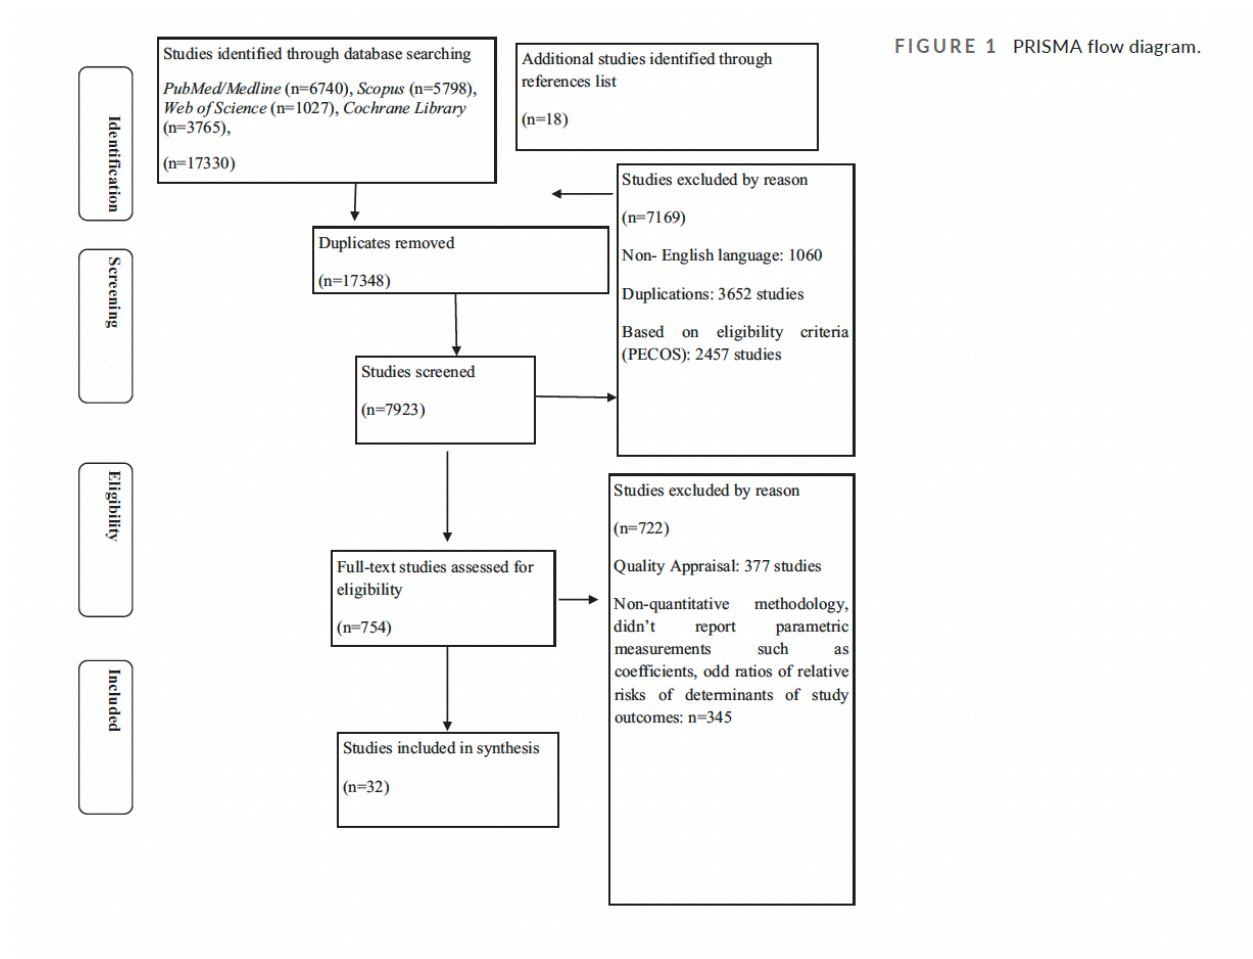 FIGURE 1 PRISMA flow diagram.
Identification
Studies identified through database searching
PubMed/Medline (n=6740), Scopus (n=5798),
Web of Science (n=1027), Cochrane Library
(n=3765),
(n=17330)
Additional studies identified through
references list
(n=18)
Studies excluded by reason
(n=7169)
Non- English language: 1060
Duplications: 3652 studies
Based on eligibility criteria
(PECOS): 2457 studies
Screening
Duplicates removed
(n=17348)
Studies screened
(n=7923)
Eligibility
Full-text studies assessed for
eligibility
(n=754)
Studies excluded by reason
(n=722)
Quality Appraisal: 377 studies
Non-quantitative methodology,
didn't report parametric
measurements such as
coefficients, odd ratios of relative
risks of determinants of study
outcomes: n=345
Included
Studies included in synthesis
(n=32)